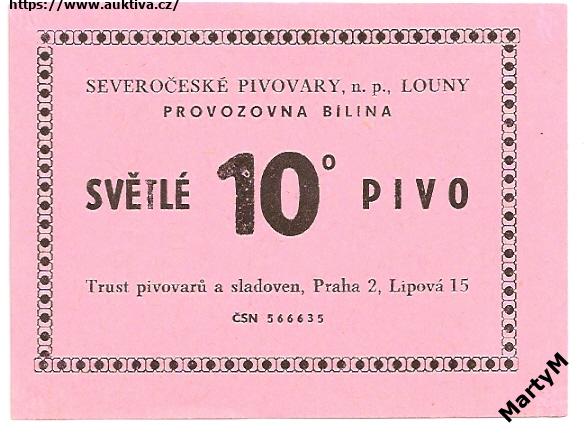 https://www.auktiva.cz/
SEVEROČESKÉ PIVOVARY, n. p., LOUNY
PROVOZOVNA BÍLINA
SVĚTLÉ 10° PIVO
Trust pivovarů a sladoven, Praha 2, Lipová 15
ČSN 566635
MartyM